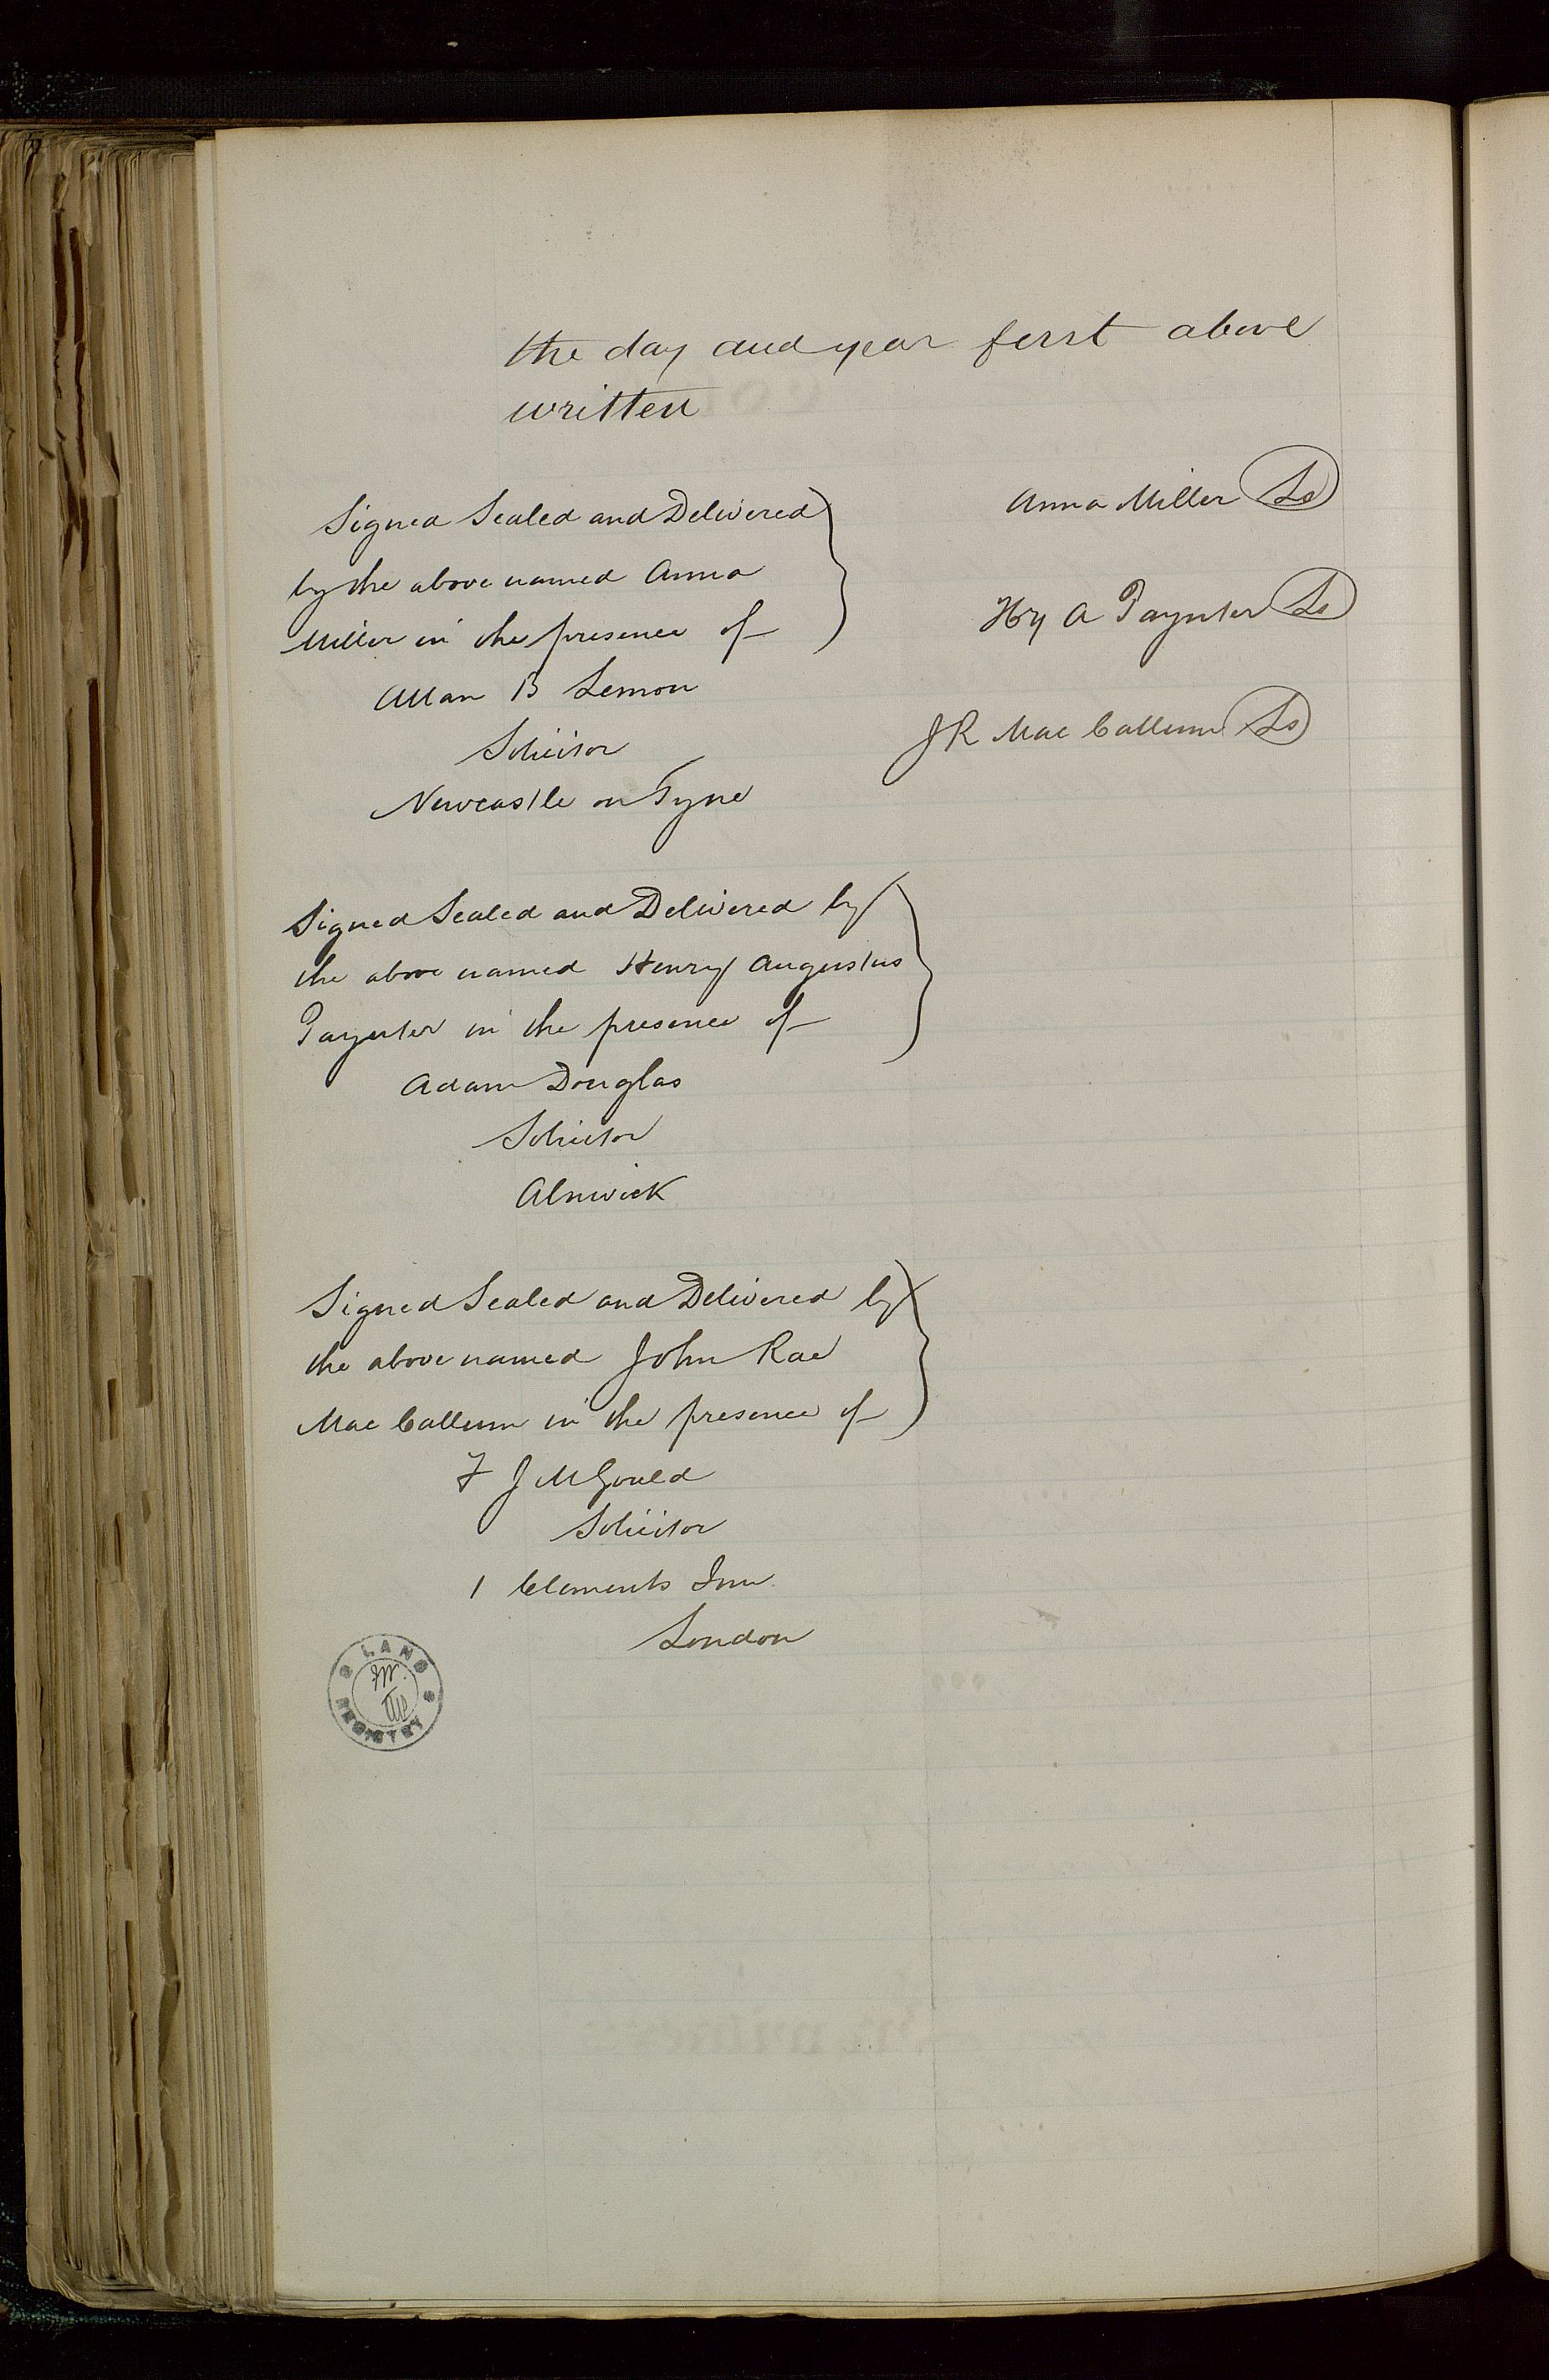 the day and year first above
written
Signed Sealed and Delivered
by the above named Anna
Miller in the presence of
Allan B Lemon
Solicitor
Newcastle on Tyne
Anna Miller Ls
Hy A Paynter Ls
J R Mac Callum Ls
Signed Sealed and Delivered by
the above named Henry Augustus
Paynter in the presence of
Adam Douglas
Solicitor
Alnwick
Signed Sealed and Delivered by
the above named John Rae
Mac Callum in the presence of
F J M Gould
Solicitor
1 Clements Inn
London
LAND
REGISTRY